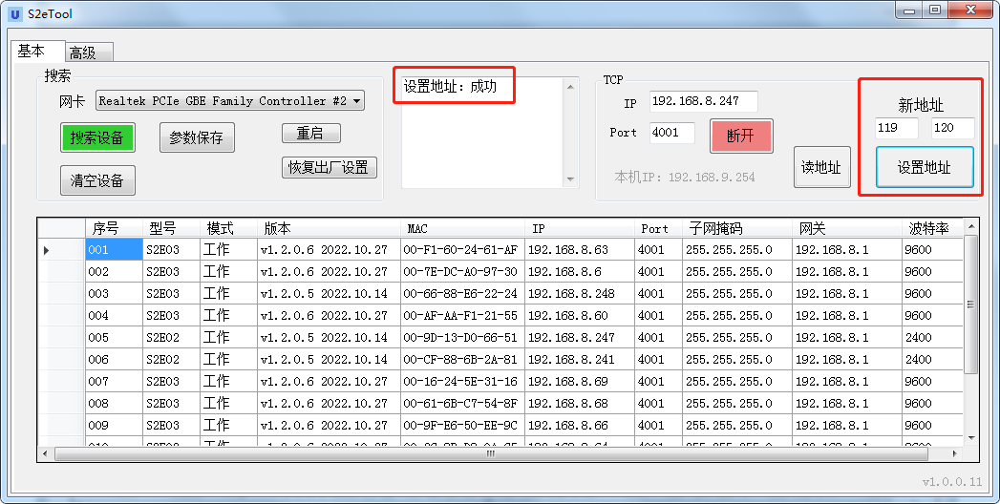 S2eTool
基本 高级
搜索
网卡 Realtek PCIe GBE Family Controller #2
搜索设备 参数保存 重启
清空设备 恢复出厂设置
设置地址：成功
TCP
IP 192.168.8.247
Port 4001 断开
本机IP：192.168.9.254
读地址
新地址
119 120
设置地址
序号 型号 模式 版本 MAC IP Port 子网掩码 网关 波特率
001 S2E03 工作 v1.2.0.6 2022.10.27 00-F1-60-24-61-AF 192.168.8.63 4001 255.255.255.0 192.168.8.1 9600
002 S2E03 工作 v1.2.0.6 2022.10.27 00-7E-DC-A0-97-30 192.168.8.6 4001 255.255.255.0 192.168.8.1 9600
003 S2E03 工作 v1.2.0.5 2022.10.14 00-66-88-E6-22-24 192.168.8.248 4001 255.255.255.0 192.168.8.1 9600
004 S2E03 工作 v1.2.0.6 2022.10.27 00-AF-AA-F1-21-55 192.168.8.60 4001 255.255.255.0 192.168.8.1 9600
005 S2E02 工作 v1.2.0.5 2022.10.14 00-9D-13-D0-66-51 192.168.8.247 4001 255.255.255.0 192.168.8.1 2400
006 S2E02 工作 v1.2.0.5 2022.10.14 00-CF-88-6B-2A-81 192.168.8.241 4001 255.255.255.0 192.168.8.1 2400
007 S2E03 工作 v1.2.0.6 2022.10.27 00-16-24-5E-31-16 192.168.8.69 4001 255.255.255.0 192.168.8.1 9600
008 S2E03 工作 v1.2.0.6 2022.10.27 00-61-6B-C7-54-8F 192.168.8.68 4001 255.255.255.0 192.168.8.1 9600
009 S2E03 工作 v1.2.0.6 2022.10.27 00-9F-E6-50-EE-9C 192.168.8.66 4001 255.255.255.0 192.168.8.1 9600
v1.0.0.11